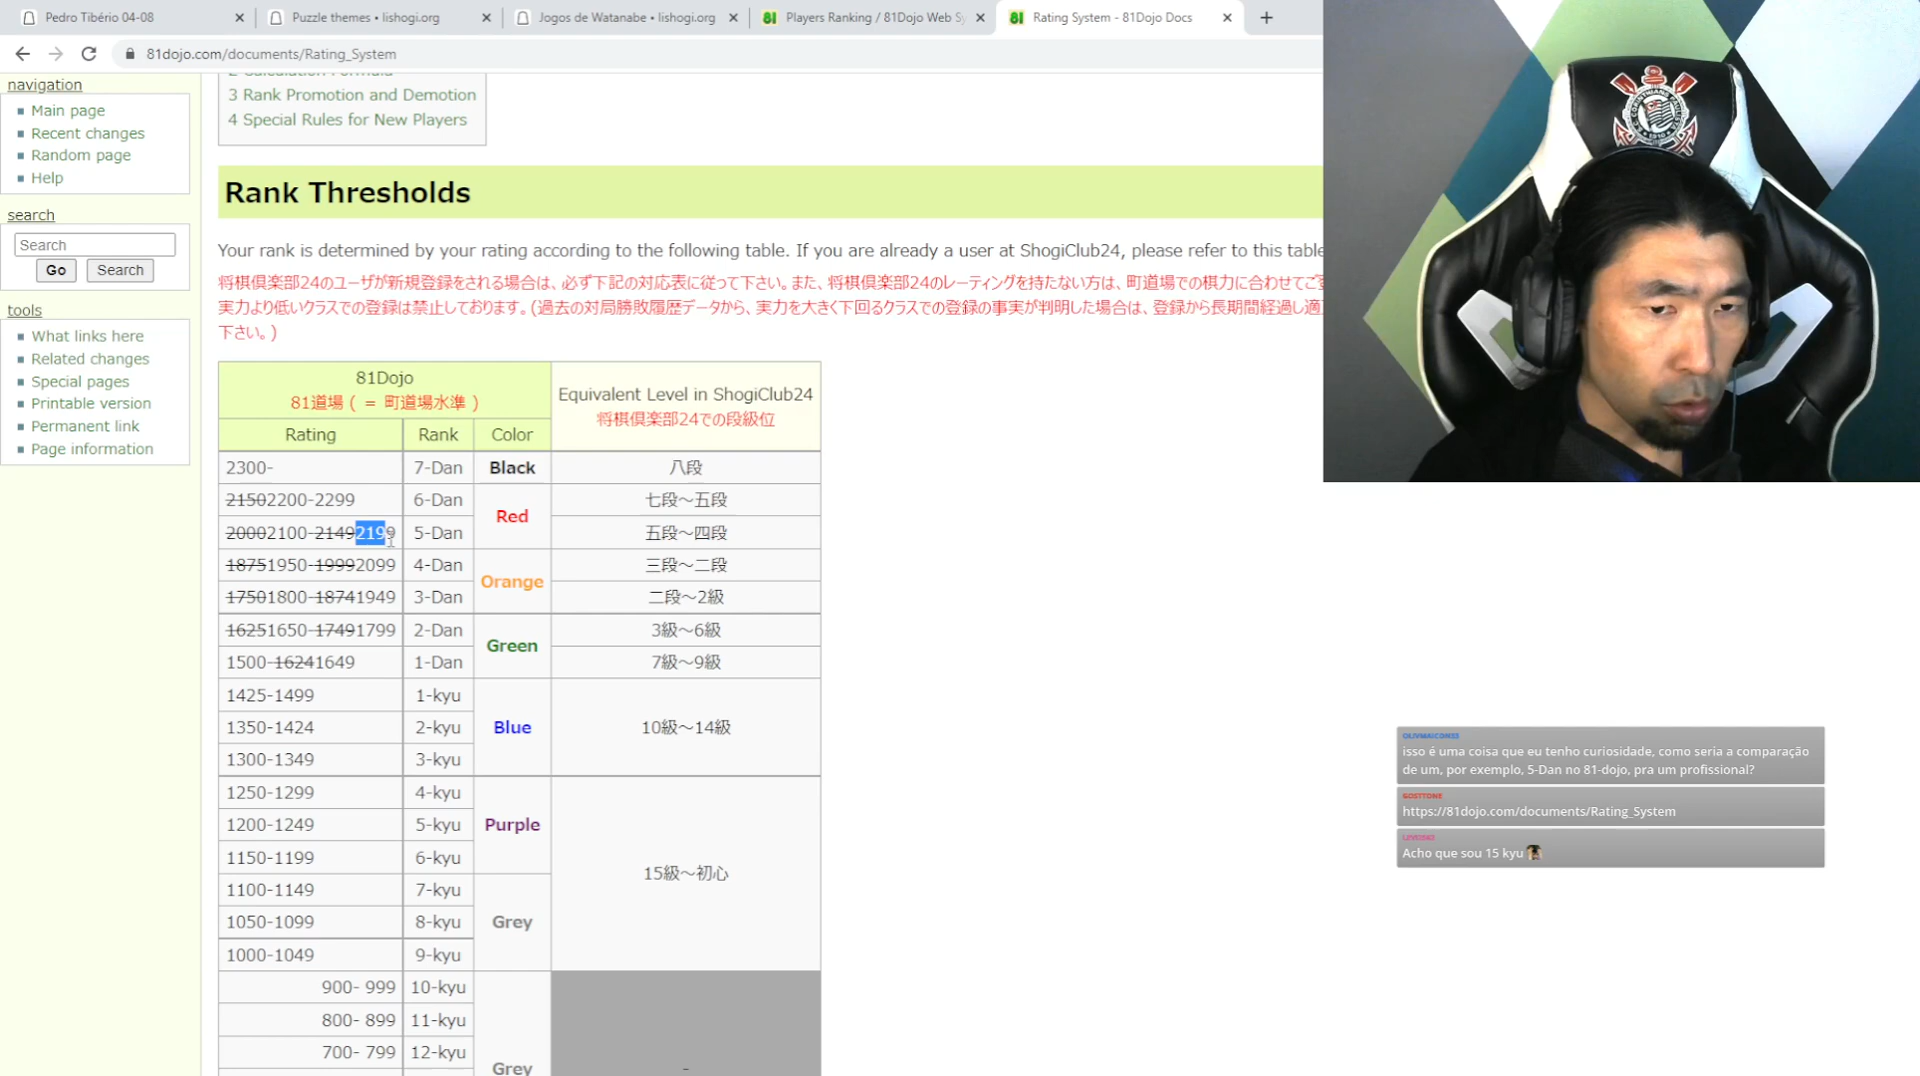 Pedro Tibério 04-08
Puzzle themes • lishogi.org
Jogos de Watanabe • lishogi.org
81 Players Ranking / 81Dojo Web Sy
81 Rating System - 81Dojo Docs
81dojo.com/documents/Rating_System
navigation
Main page
Recent changes
Random page
Help
search
Search
Go
Search
tools
What links here
Related changes
Special pages
Printable version
Permanent link
Page information
2 Calculation Formula
3 Rank Promotion and Demotion
4 Special Rules for New Players
Rank Thresholds
Your rank is determined by your rating according to the following table. If you are already a user at ShogiClub24, please refer to this table
将棋倶楽部24のユーザが新規登録をされる場合は、必ず下記の対応表に従って下さい。また、将棋倶楽部24のレーティングを持たない方は、町道場での棋力に合わせてご
実力より低いクラスでの登録は禁止しております。(過去の対局勝敗履歴データから、実力を大きく下回るクラスでの登録の事実が判明した場合は、登録から長期間経過し適
下さい。)
81Dojo
81道場 ( = 町道場水準 )
Equivalent Level in ShogiClub24
将棋倶楽部24での段級位
Rating Rank Color
2300- 7-Dan Black 八段
21502200-2299 6-Dan Red 七段～五段
20002100-21492199 5-Dan 五段～四段
18751950-19992099 4-Dan Orange 三段～二段
17501800-18741949 3-Dan 二段～2級
16251650-17491799 2-Dan Green 3級～6級
1500-16241649 1-Dan 7級～9級
1425-1499 1-kyu
1350-1424 2-kyu Blue 10級～14級
1300-1349 3-kyu
1250-1299 4-kyu
1200-1249 5-kyu Purple
1150-1199 6-kyu 15級～初心
1100-1149 7-kyu
1050-1099 8-kyu Grey
1000-1049 9-kyu
900- 999 10-kyu
800- 899 11-kyu
700- 799 12-kyu
Grey -
OLIVMAICON33
isso é uma coisa que eu tenho curiosidade, como seria a comparação
de um, por exemplo, 5-Dan no 81-dojo, pra um profissional?
GOSTTONE
https://81dojo.com/documents/Rating_System
Acho que sou 15 kyu